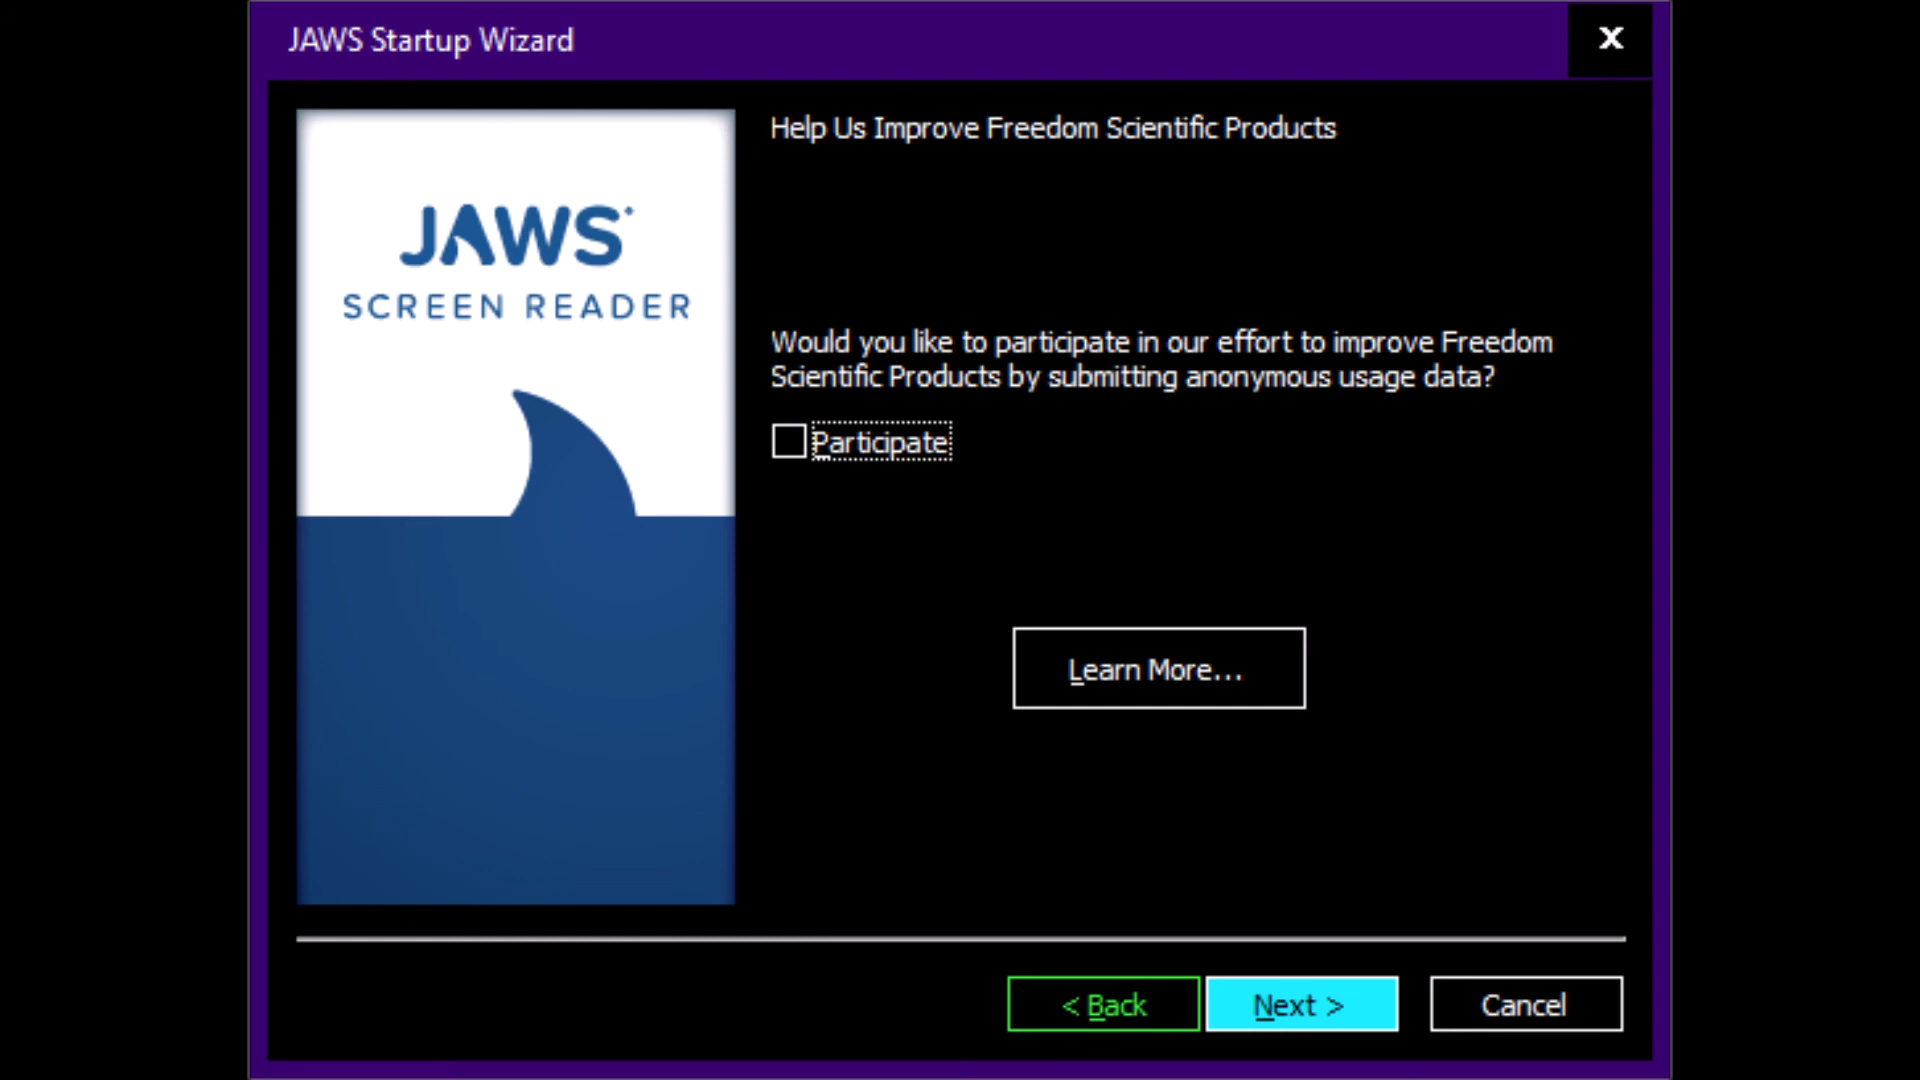 JAWS Startup Wizard
X
JAWS
SCREEN READER
Help Us Improve Freedom Scientific Products
Would you like to participate in our effort to improve Freedom
Scientific Products by submitting anonymous usage data?
Participate
Learn More...
< Back
Next >
Cancel